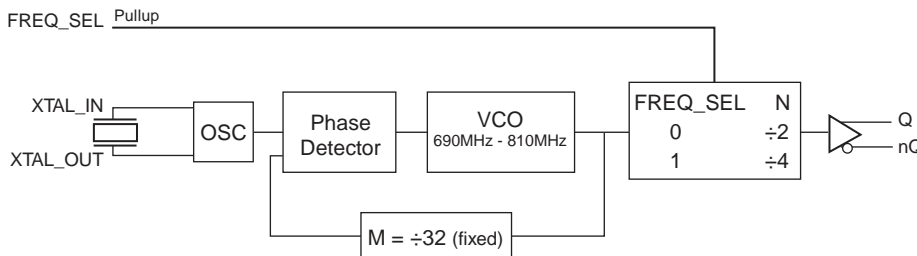 FREQ_SEL Pullup
XTAL_IN
XTAL_OUT
OSC
Phase
Detector
VCO
690MHz - 810MHz
FREQ_SEL N
0 ÷2
1 ÷4
Q
nQ
M = ÷32 (fixed)